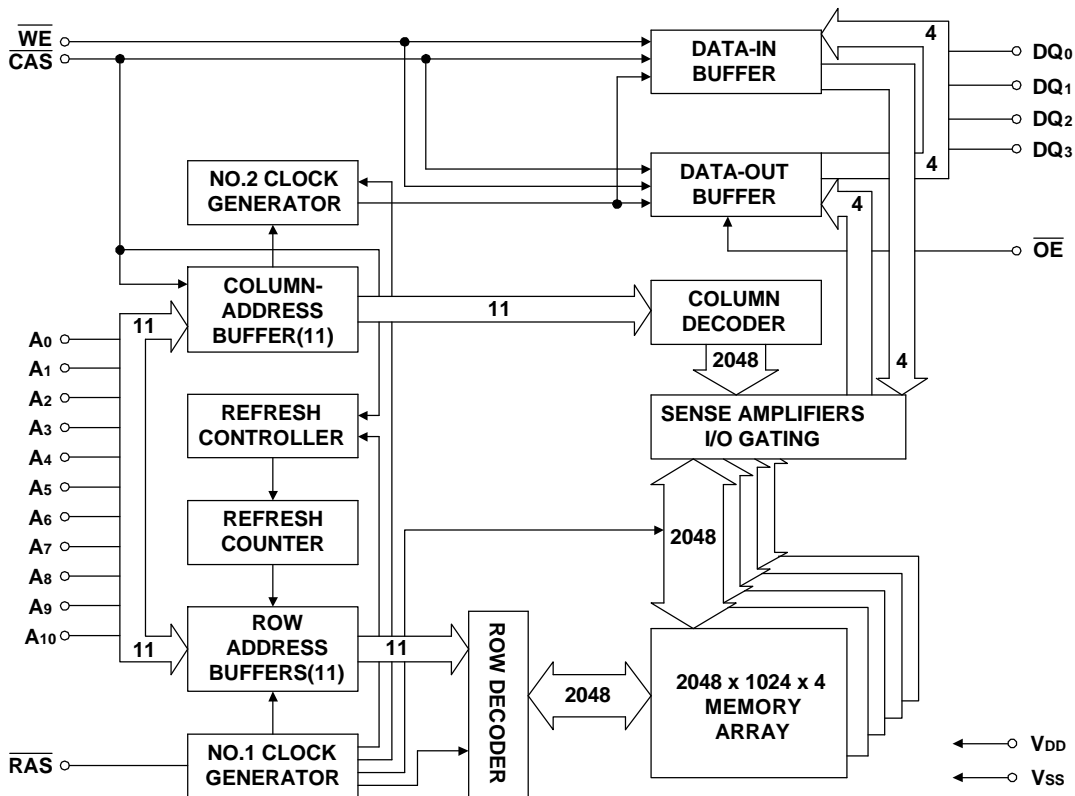 WE
CAS
DATA-IN
BUFFER
4
DQ0
DQ1
DQ2
DQ3
NO.2 CLOCK
GENERATOR
DATA-OUT
BUFFER
4
4
OE
COLUMN-
ADDRESS
BUFFER(11)
11
11
COLUMN
DECODER
2048
4
A0
A1
A2
A3
A4
A5
A6
A7
A8
A9
A10
REFRESH
CONTROLLER
SENSE AMPLIFIERS
I/O GATING
REFRESH
COUNTER
2048
ROW
ADDRESS
BUFFERS(11)
11
11
ROW DECODER
2048
2048 x 1024 x 4
MEMORY
ARRAY
RAS
NO.1 CLOCK
GENERATOR
VDD
VSS